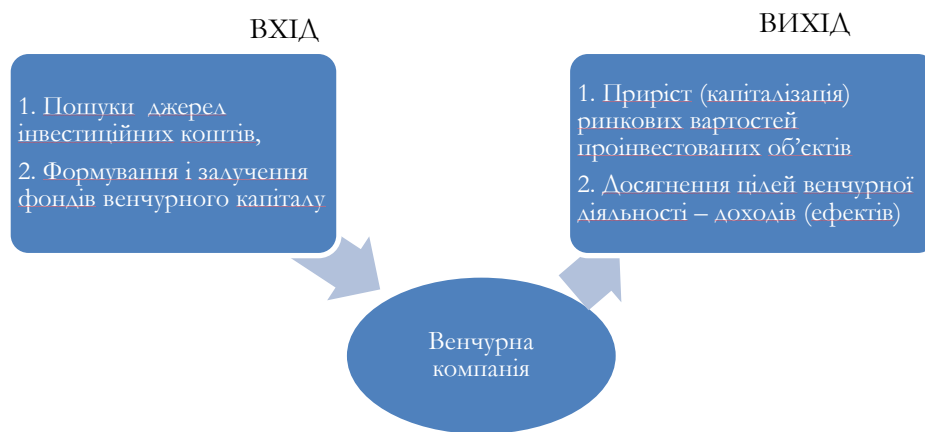 ВХІД
1. Пошуки джерел
інвестиційних коштів,
2. Формування і залучення
фондів венчурного капіталу
ВИХІД
1. Приріст (капіталізація)
ринкових вартостей
проінвестованих об’єктів
2. Досягнення цілей венчурної
діяльності – доходів (ефектів)
Венчурна
компанія